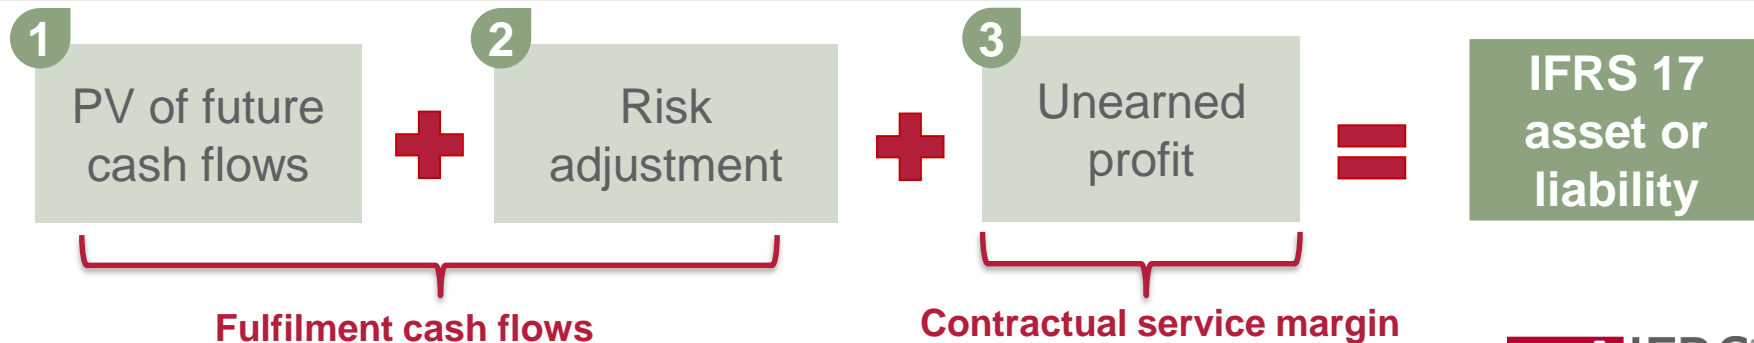 1
PV of future
cash flows
2
Risk
adjustment
3
Unearned
profit
IFRS 17
asset or
liability
Fulfilment cash flows
Contractual service margin